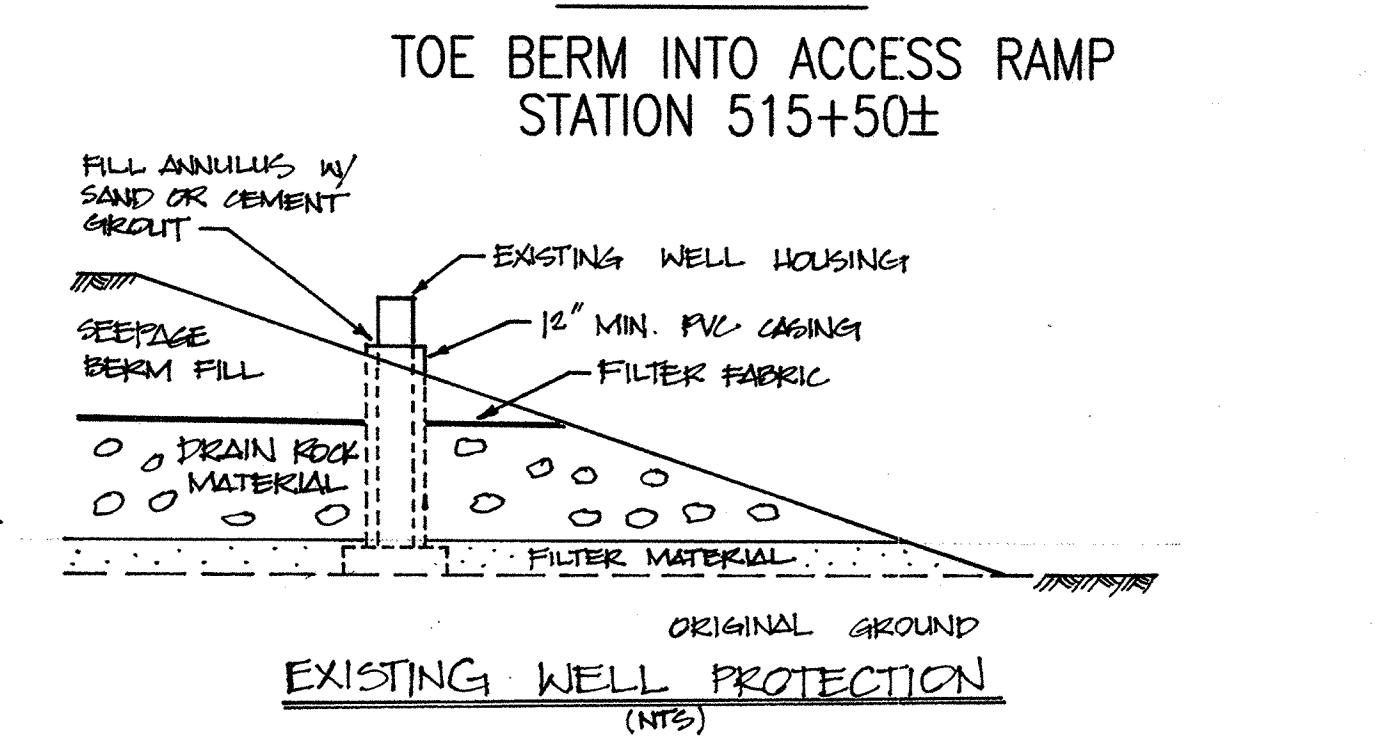 TOE BERM INTO ACCESS RAMP
STATION 515+50±
FILL ANNULUS W/
SAND OR CEMENT
GROUT
EXISTING WELL HOUSING
12" MIN. PVC CASING
FILTER FABRIC
SEEPAGE
BERM FILL
DRAIN ROCK
MATERIAL
FILTER MATERIAL
ORIGINAL GROUND
EXISTING WELL PROTECTION
(NTS)